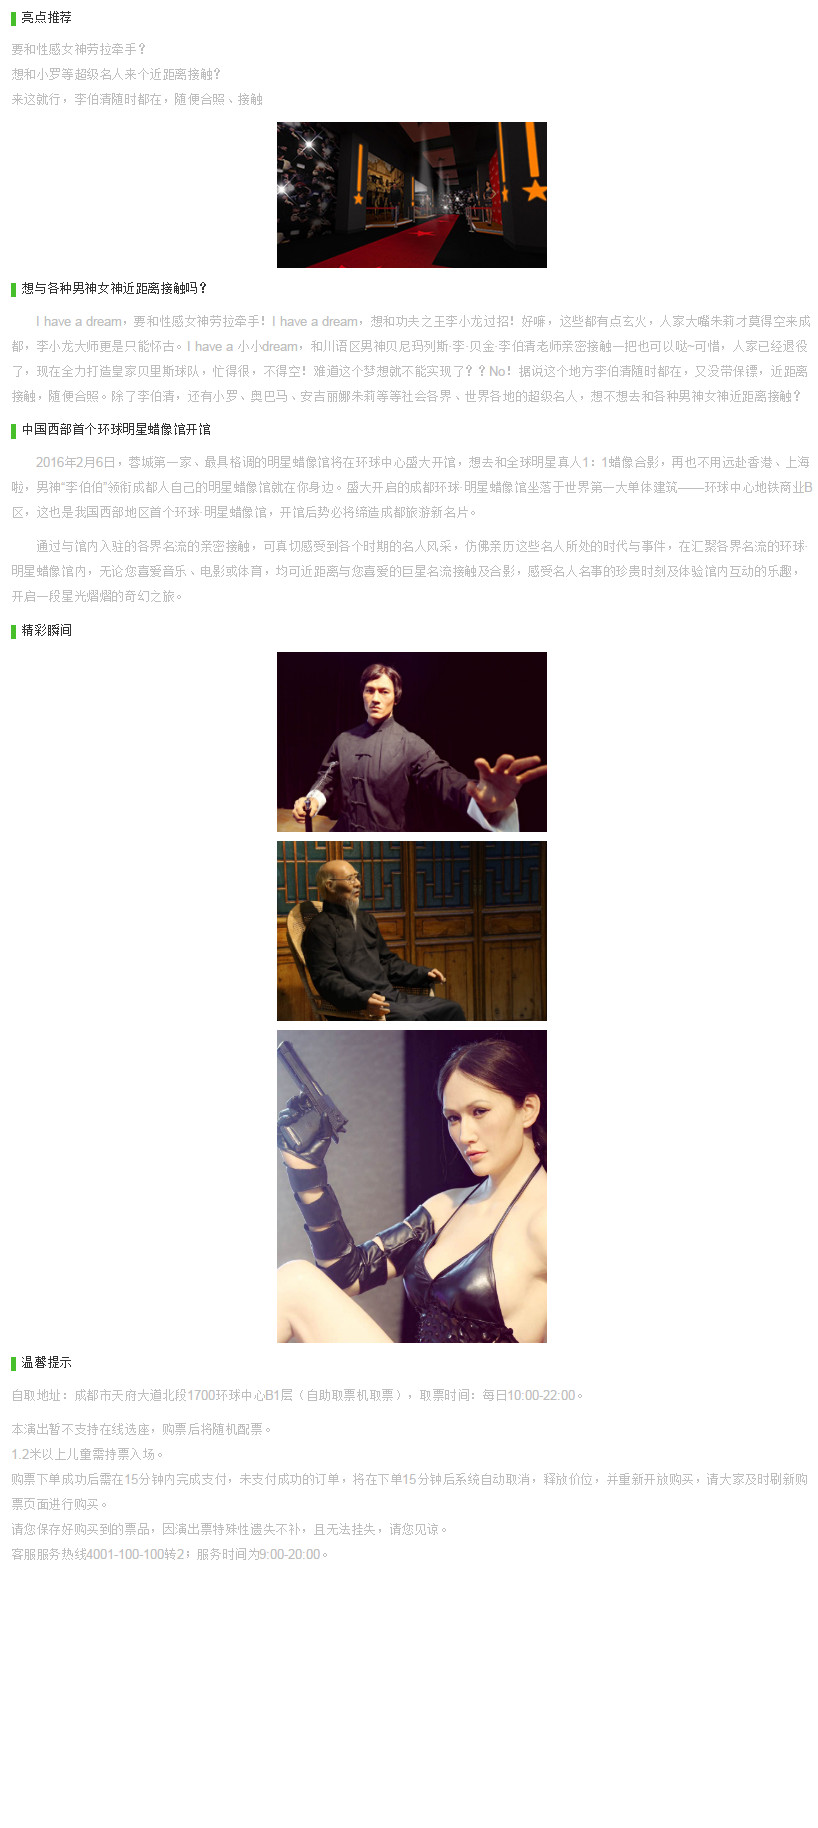 亮点推荐
要和性感女神劳拉牵手？
想和小罗等超级名人来个近距离接触？
来这就行，李伯清随时都在，随便合照、接触
想与各种男神女神近距离接触吗？
I have a dream，要和性感女神劳拉牵手！I have a dream，想和功夫之王李小龙过招！好嘛，这些都有点玄火，人家大嘴朱莉才莫得空来成
都，李小龙大师更是只能怀古。I have a 小小dream，和川语区男神贝尼玛列斯·李·贝金·李伯清老师亲密接触一把也可以哒~可惜，人家已经退役
了，现在全力打造皇家贝里斯球队，忙得很，不得空！难道这个梦想就不能实现了？？No！据说这个地方李伯清随时都在，又没带保镖，近距离
接触，随便合照。除了李伯清，还有小罗、奥巴马、安吉丽娜朱莉等等社会各界、世界各地的超级名人，想不想去和各种男神女神近距离接触？
中国西部首个环球明星蜡像馆开馆
2016年2月6日，蓉城第一家、最具格调的明星蜡像馆将在环球中心盛大开馆，想去和全球明星真人1：1蜡像合影，再也不用远赴香港、上海
啦，男神“李伯伯”领衔成都人自己的明星蜡像馆就在你身边。盛大开启的成都环球·明星蜡像馆坐落于世界第一大单体建筑——环球中心地铁商业B
区，这也是我国西部地区首个环球·明星蜡像馆，开馆后势必将缔造成都旅游新名片。
通过与馆内入驻的各界名流的亲密接触，可真切感受到各个时期的名人风采，仿佛亲历这些名人所处的时代与事件，在汇聚各界名流的环球·
明星蜡像馆内，无论您喜爱音乐、电影或体育，均可近距离与您喜爱的巨星名流接触及合影，感受名人名事的珍贵时刻及体验馆内互动的乐趣，
开启一段星光熠熠的奇幻之旅。
精彩瞬间
温馨提示
自取地址：成都市天府大道北段1700环球中心B1层（自助取票机取票），取票时间：每日10:00-22:00。
本演出暂不支持在线选座，购票后将随机配票。
1.2米以上儿童需持票入场。
购票下单成功后需在15分钟内完成支付，未支付成功的订单，将在下单15分钟后系统自动取消，释放价位，并重新开放购买，请大家及时刷新购
票页面进行购买。
请您保存好购买到的票品，因演出票特殊性遗失不补，且无法挂失，请您见谅。
客服服务热线4001-100-100转2；服务时间为9:00-20:00。